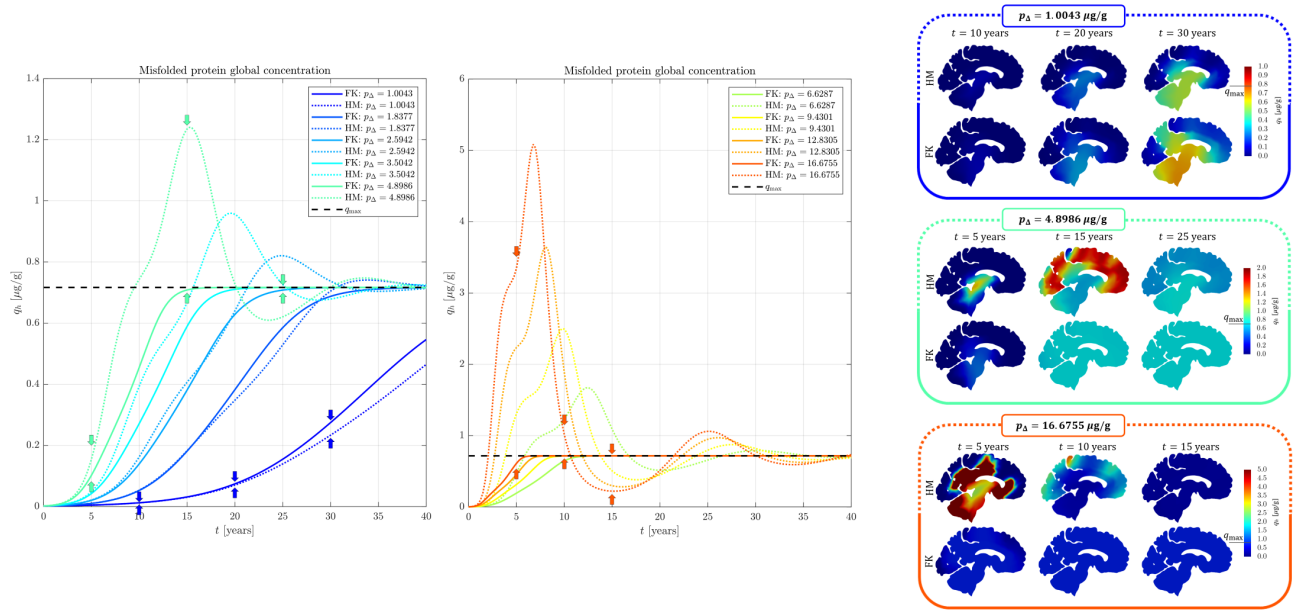 Misfolded protein global concentration
1.4
1.2
1
0.8
0.6
0.4
0.2
0
q_h [μg/g]
0 5 10 15 20 25 30 35 40
t [years]
FK: p_Δ = 1.0043
HM: p_Δ = 1.0043
FK: p_Δ = 1.8377
HM: p_Δ = 1.8377
FK: p_Δ = 2.5942
HM: p_Δ = 2.5942
FK: p_Δ = 3.5042
HM: p_Δ = 3.5042
FK: p_Δ = 4.8986
HM: p_Δ = 4.8986
q_max
Misfolded protein global concentration
6
5
4
3
2
1
0
q_h [μg/g]
0 5 10 15 20 25 30 35 40
t [years]
FK: p_Δ = 6.6287
HM: p_Δ = 6.6287
FK: p_Δ = 9.4301
HM: p_Δ = 9.4301
FK: p_Δ = 12.8305
HM: p_Δ = 12.8305
FK: p_Δ = 16.6755
HM: p_Δ = 16.6755
q_max
p_Δ = 1.0043 μg/g
t = 10 years t = 20 years t = 30 years
HM
FK
q_max
1.0
0.9
0.8
0.7
0.6
0.5
0.4
0.3
0.2
0.1
0.0
q_h [μg/g]
p_Δ = 4.8986 μg/g
t = 5 years t = 15 years t = 25 years
HM
FK
q_max
2.0
1.8
1.6
1.4
1.2
1.0
0.8
0.6
0.4
0.2
0.0
q_h [μg/g]
p_Δ = 16.6755 μg/g
t = 5 years t = 10 years t = 15 years
HM
FK
q_max
5.0
4.5
4.0
3.5
3.0
2.5
2.0
1.5
1.0
0.5
0.0
q_h [μg/g]